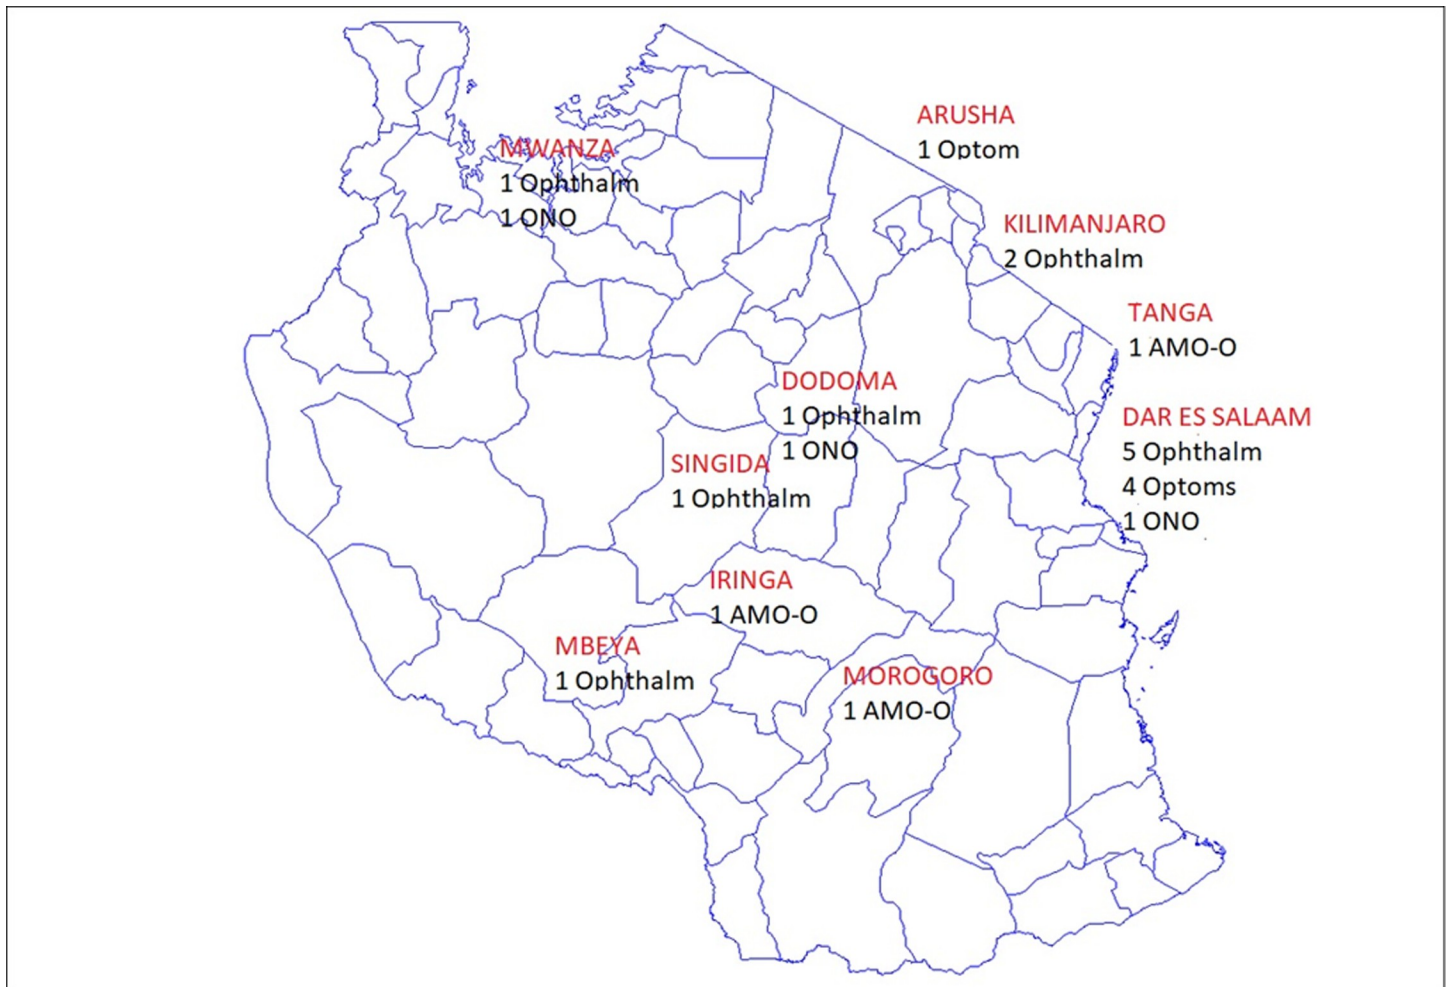 ARUSHA
1 Optom
MWANZA
1 Ophthalm
1 ONO
KILIMANJARO
2 Ophthalm
TANGA
1 AMO-O
DODOMA
1 Ophthalm
1 ONO
DAR ES SALAAM
5 Ophthalm
4 Optoms
1 ONO
SINGIDA
1 Ophthalm
IRINGA
1 AMO-O
MBEYA
1 Ophthalm
MOROGORO
1 AMO-O